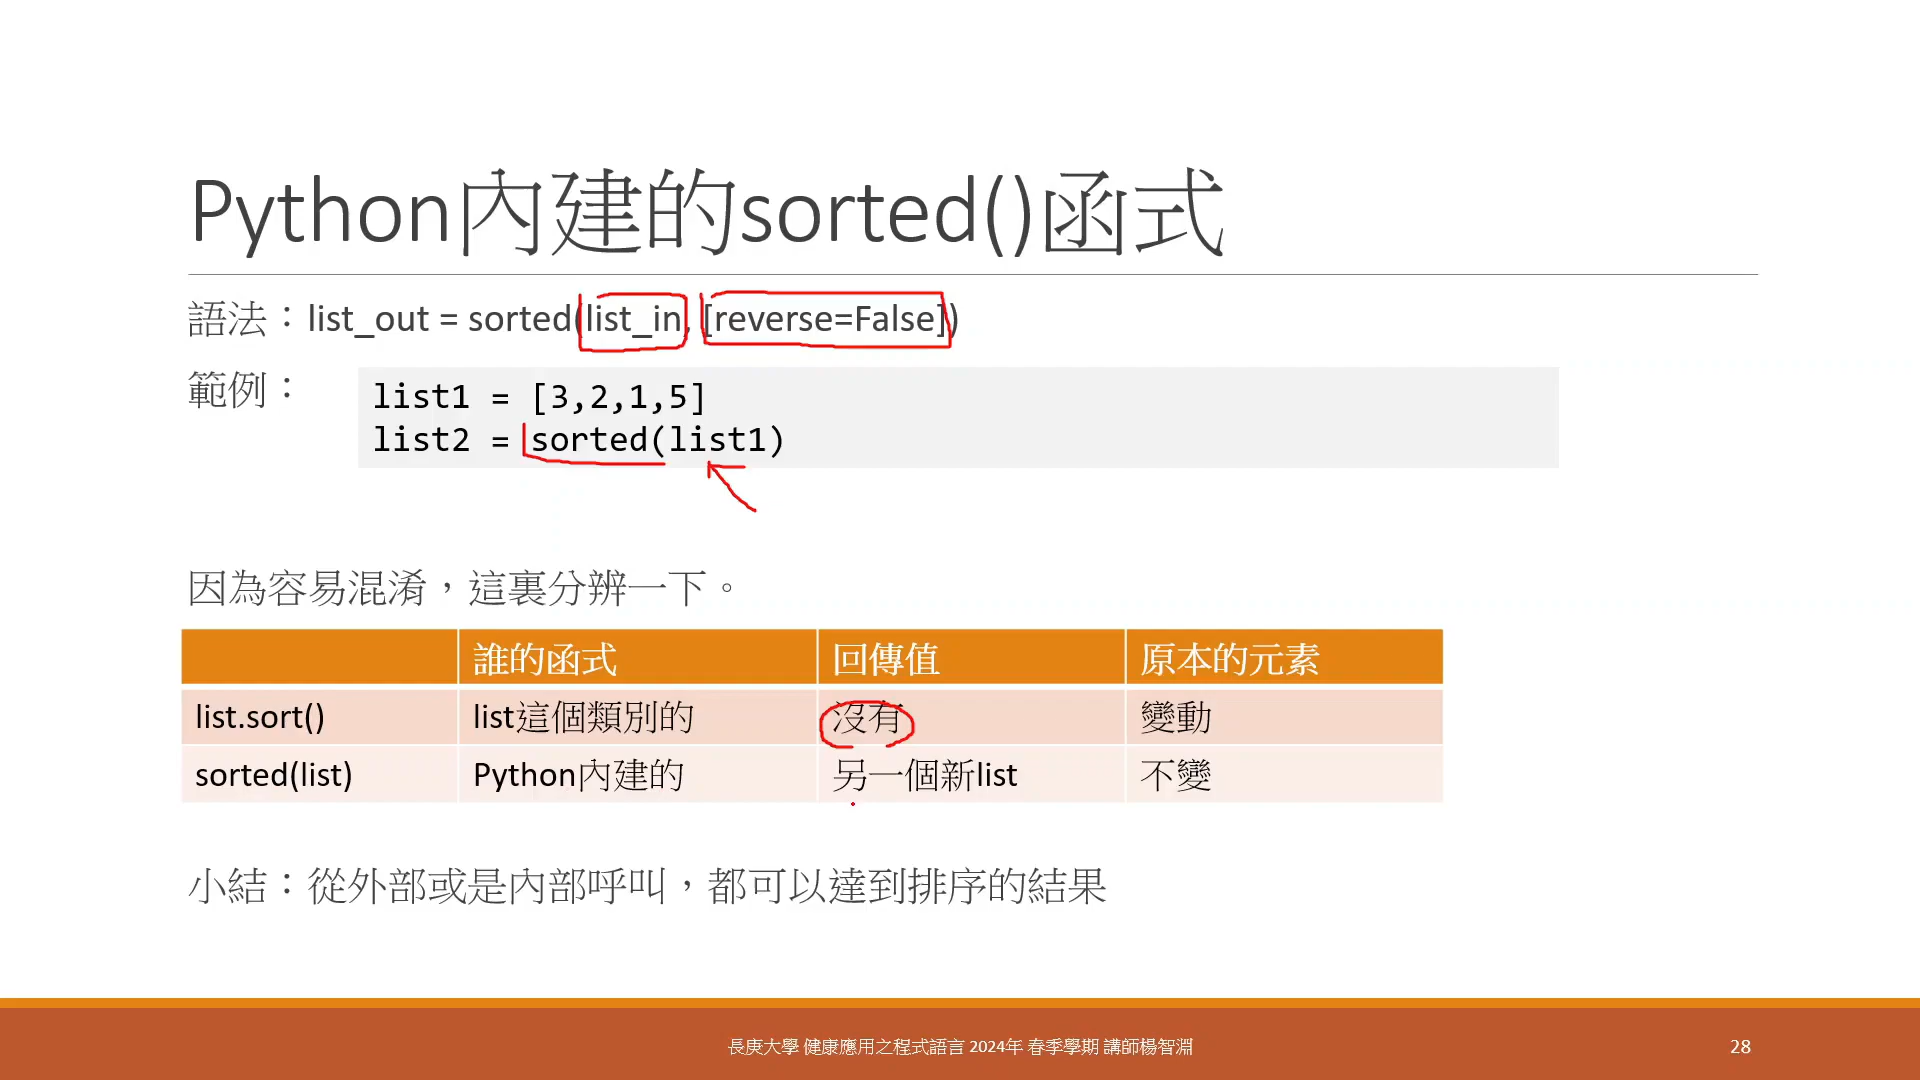 Python內建的sorted()函式
語法：list_out = sorted(list_in, [reverse=False])
範例：
list1 = [3,2,1,5]
list2 = sorted(list1)
因為容易混淆，這裏分辨一下。
誰的函式 回傳值 原本的元素
list.sort() list這個類別的 沒有 變動
sorted(list) Python內建的 另一個新list 不變
小結：從外部或是內部呼叫，都可以達到排序的結果
長庚大學 健康應用之程式語言 2024年 春季學期 講師楊智淵 28